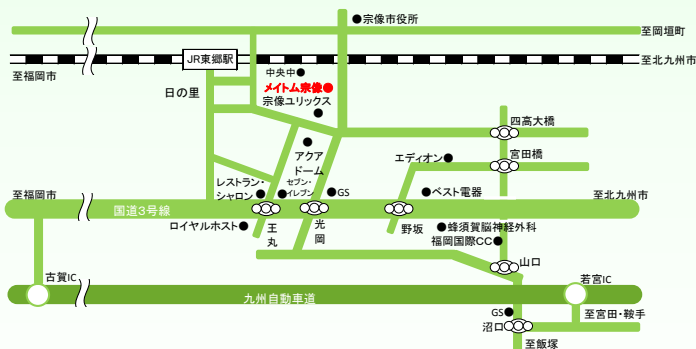 ●宗像市役所
至岡垣町
JR東郷駅
至北九州市
中央中●
至福岡市
メイトム宗像●
日の里
宗像ユリックス
●
四高大橋
●
アクア
ドーム
エディオン●
宮田橋
レストラン・
シャロン●
セブン・
●イレブン
●GS
●ベスト電器
至福岡市
至北九州市
国道3号線
ロイヤルホスト●
王丸
光岡
野坂
●蜂須賀脳神経外科
福岡国際CC●
山口
古賀IC
若宮IC
九州自動車道
GS●
至宮田・鞍手
沼口
至飯塚